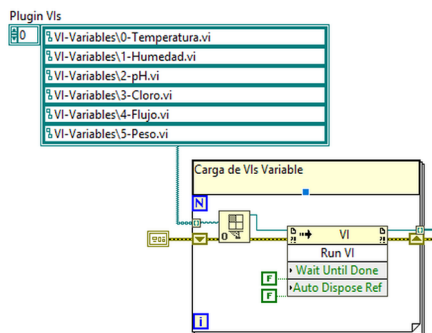 Plugin VIs
0
VI-Variables\0-Temperatura.vi
VI-Variables\1-Humedad.vi
VI-Variables\2-pH.vi
VI-Variables\3-Cloro.vi
VI-Variables\4-Flujo.vi
VI-Variables\5-Peso.vi
Carga de VIs Variable
N
VI
Run VI
Wait Until Done
F
Auto Dispose Ref
F
i